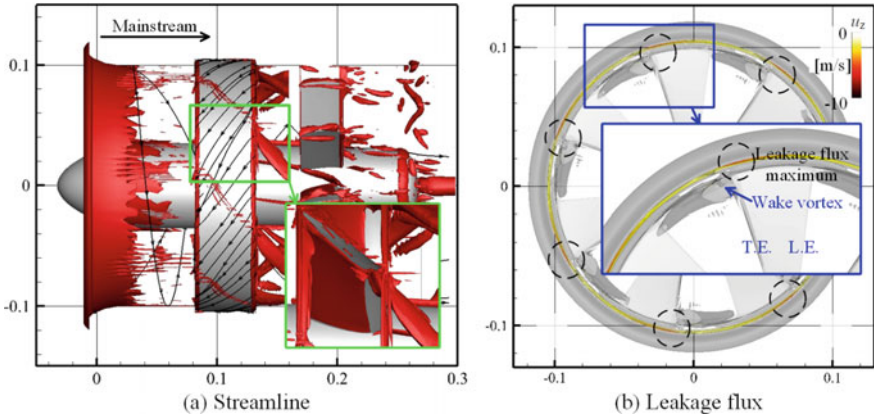 Mainstream
0.1
0
-0.1
0
0.1
0.2
0.3
(a) Streamline
u_z
0
[m/s]
-10
Leakage flux
maximum
Wake vortex
T.E. L.E.
0.1
0
-0.1
-0.1
0
0.1
(b) Leakage flux